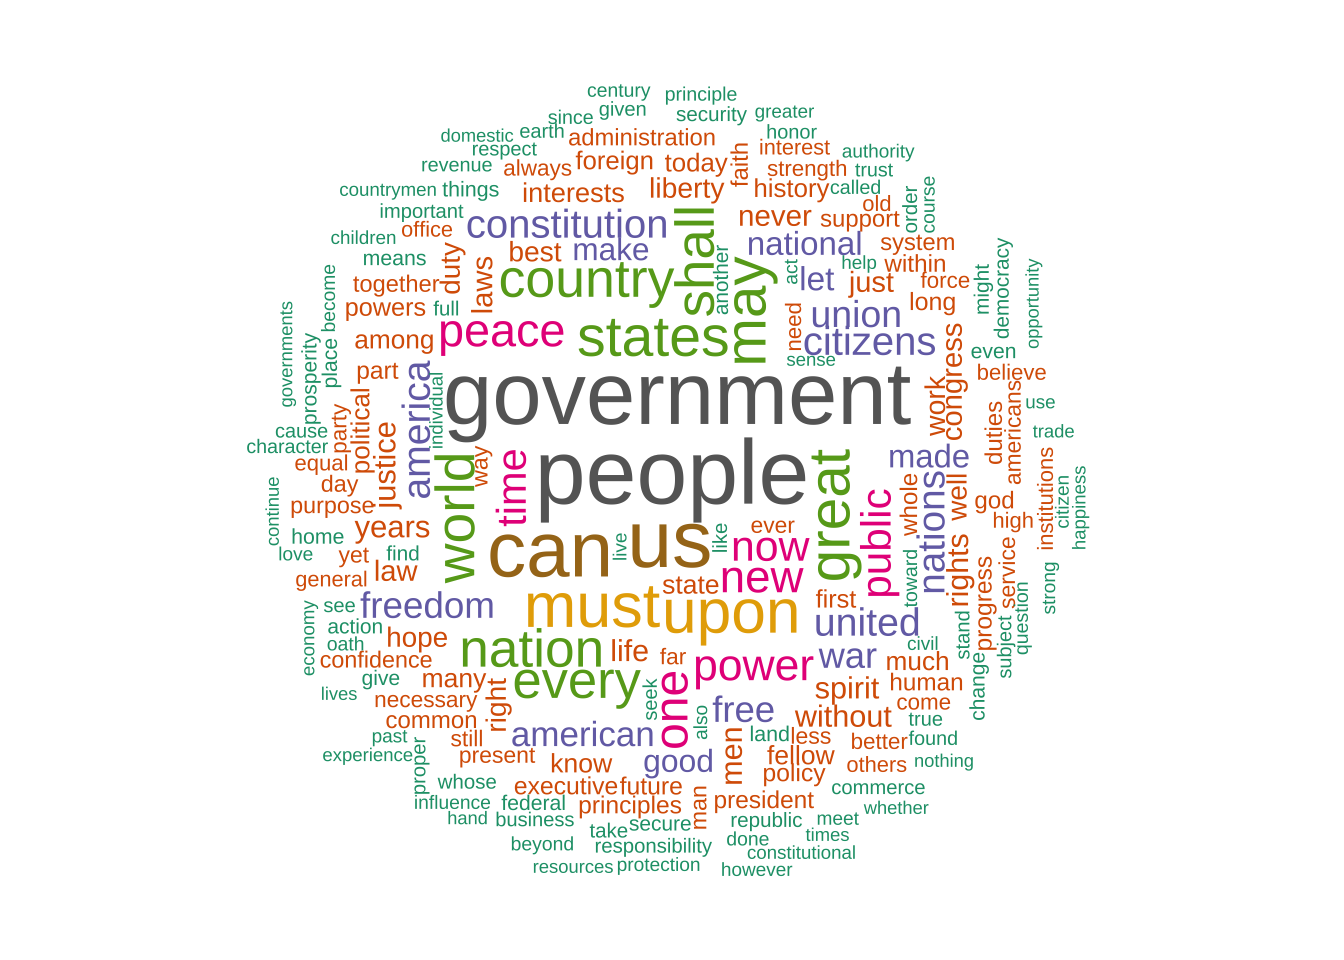 century
principle
since
given
security
greater
domestic
earth
administration
honor
respect
interest
authority
revenue
always
foreign
today
faith
strength
trust
countrymen
things
interests
liberty
history
called
important
constitution
shall
never
support
old
order
course
children
office
best
make
national
system
means
duty
laws
country
another
may
act
let
help
just
within
force
might
democracy
opportunity
together
powers
full
become
long
governments
among
peace
states
need
union
citizens
sense
congress
even
place
prosperity
part
america
individual
government
work
believe
cause
party
political
character
justice
duties
americans
use
trade
equal
day
way
world
time
people
great
made
nations
whole
well
god
institutions
citizen
happiness
purpose
continue
years
home
can
live
us
like
ever
now
public
high
love
yet
find
general
law
state
new
toward
rights
service
strong
economy
see
freedom
must
upon
first
united
progress
question
action
oath
hope
nation
life
far
power
war
civil
stand
subject
confidence
give
many
every
seek
one
much
change
lives
necessary
right
spirit
human
common
american
also
free
without
come
true
past
still
men
land
less
better
found
experience
proper
present
know
good
fellow
others
nothing
whose
executive
future
policy
commerce
influence
federal
principles
man
president
whether
hand
business
take
secure
republic
meet
beyond
responsibility
done
times
constitutional
resources
protection
however